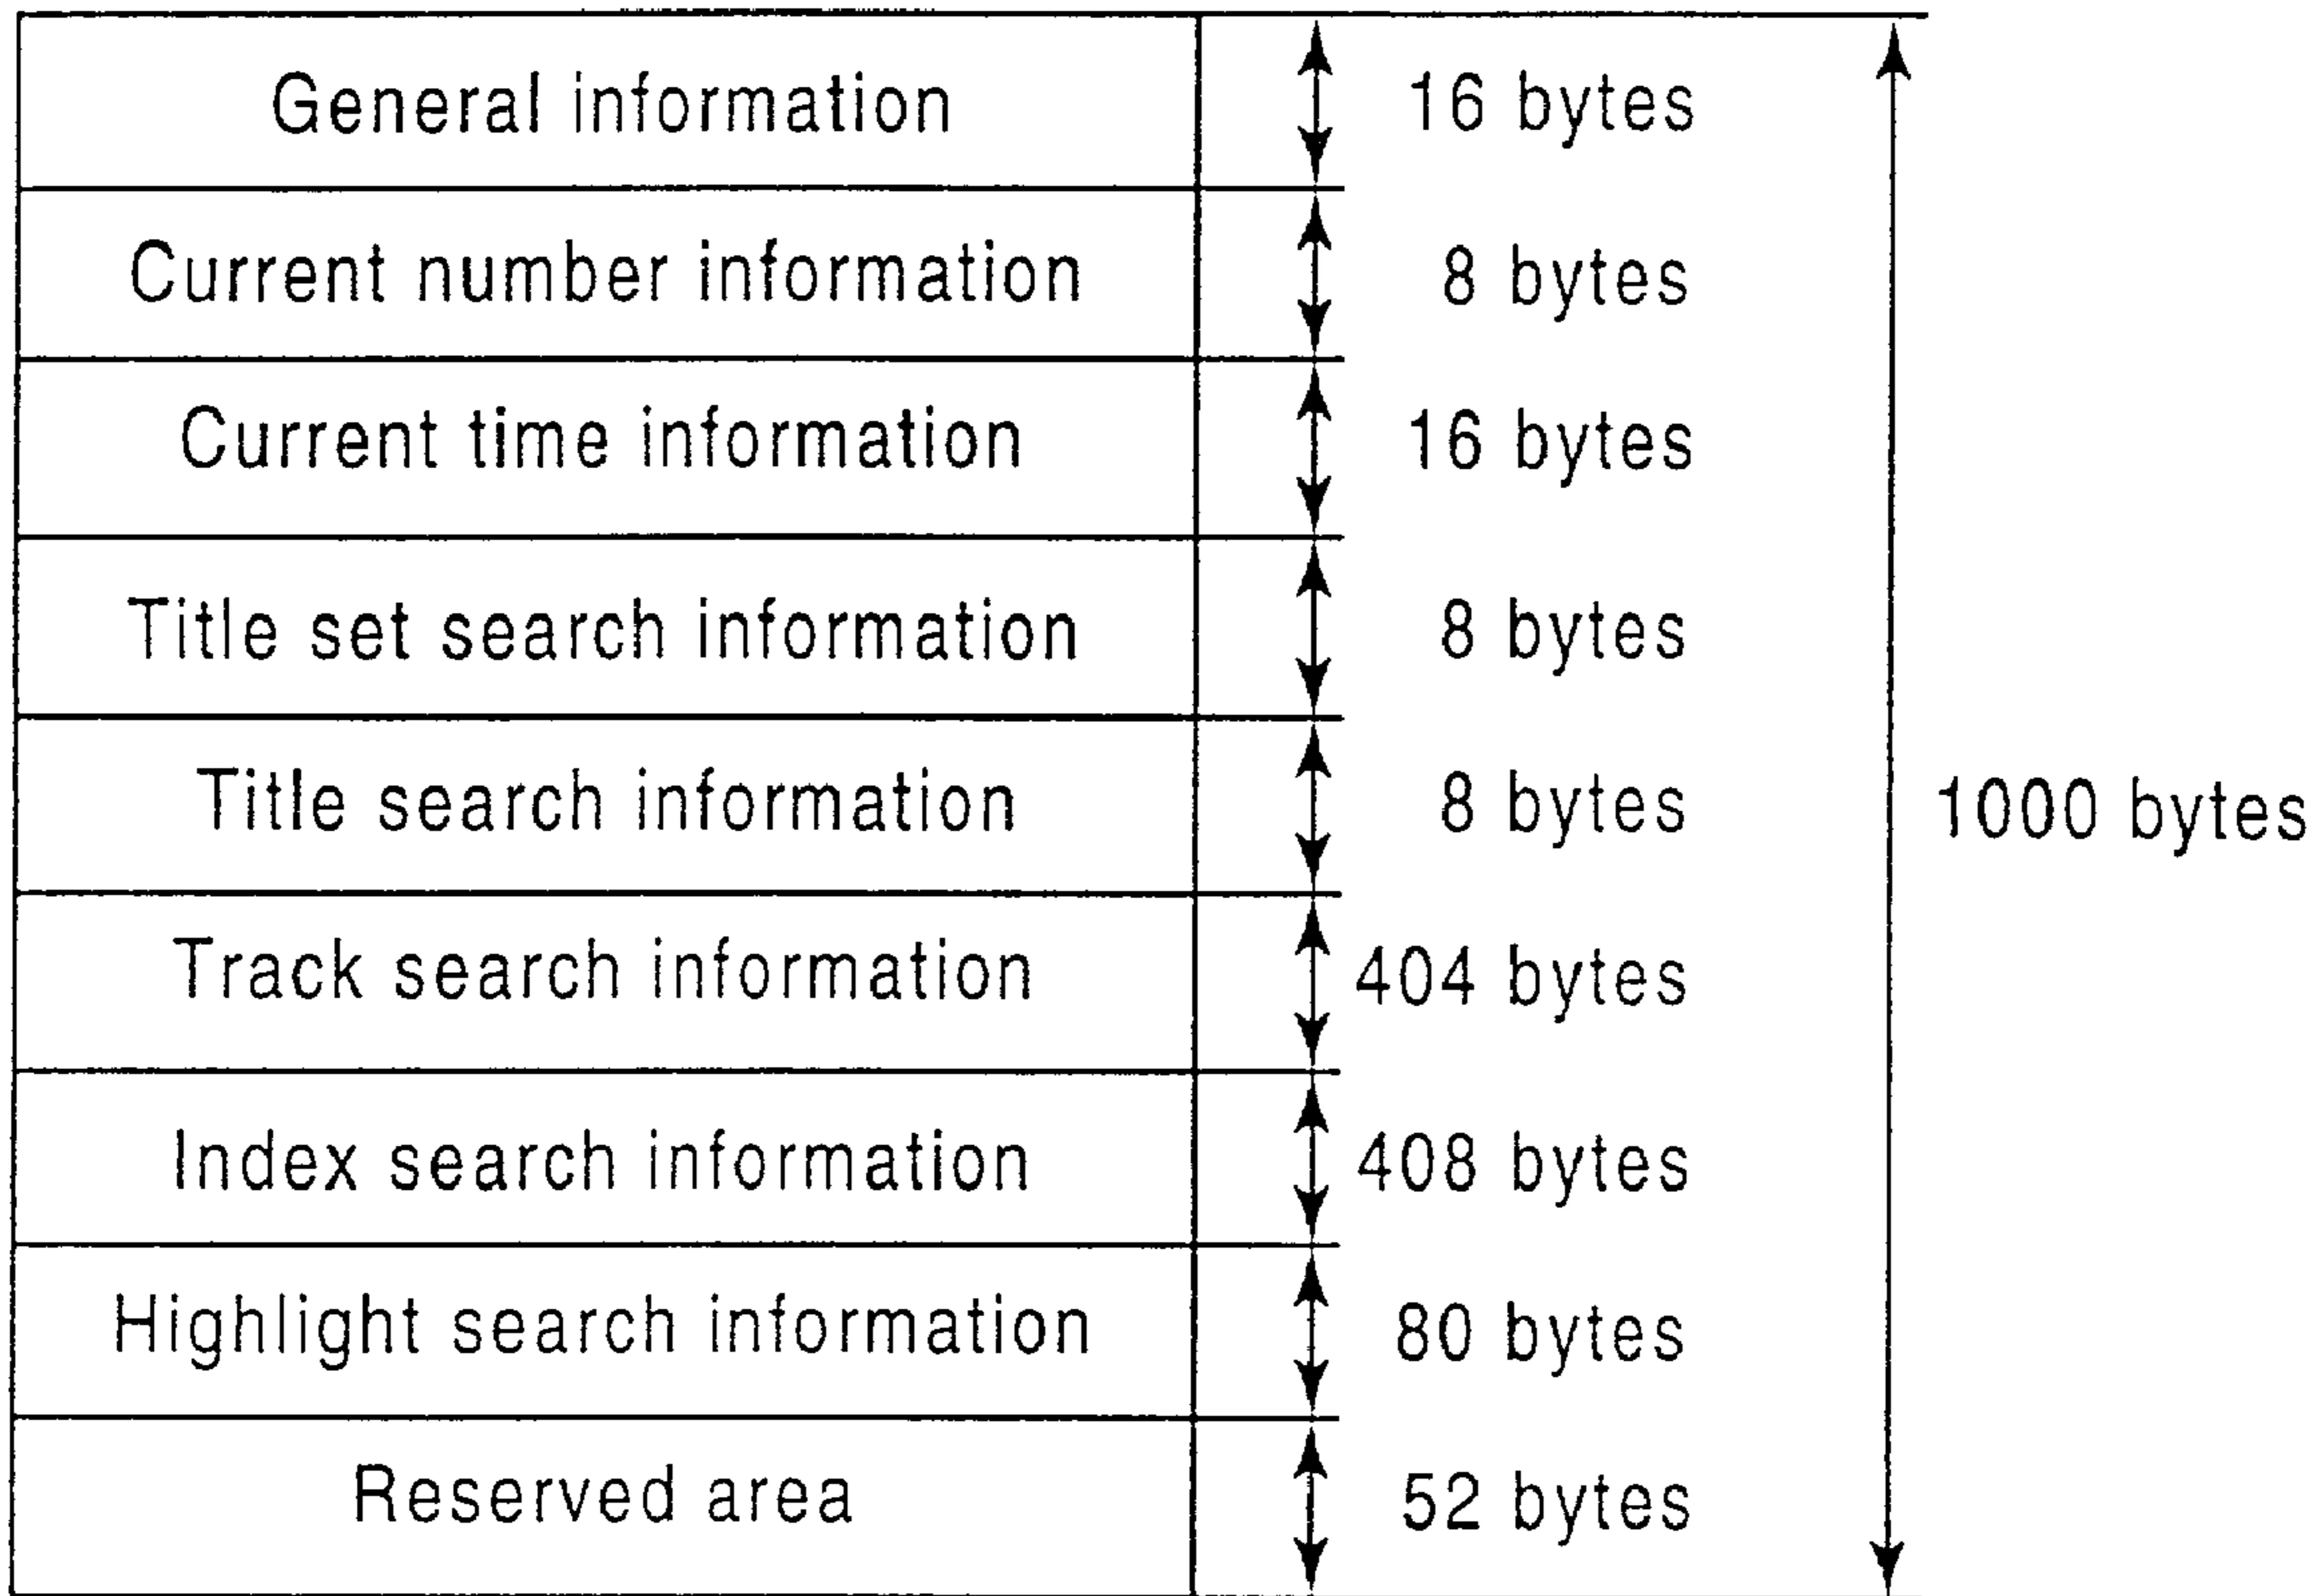 General information 16 bytes
Current number information 8 bytes
Current time information 16 bytes
Title set search information 8 bytes
Title search information 8 bytes
1000 bytes
Track search information 404 bytes
Index search information 408 bytes
Highlight search information 80 bytes
Reserved area 52 bytes